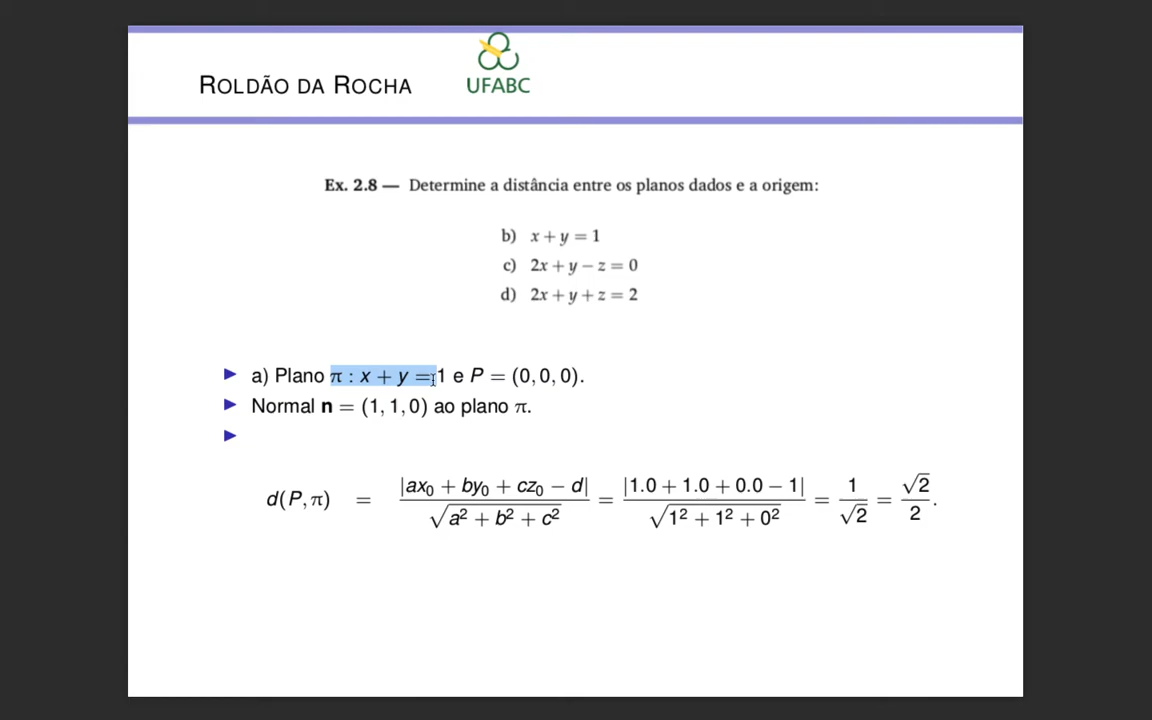 ROLDÃO DA ROCHA
UFABC
Ex. 2.8 — Determine a distância entre os planos dados e a origem:
b) x + y = 1
c) 2x + y − z = 0
d) 2x + y + z = 2
a) Plano π : x + y = 1 e P = (0, 0, 0).
Normal n = (1, 1, 0) ao plano π.
d(P, π) = |ax₀ + by₀ + cz₀ − d| / √(a² + b² + c²) = |1.0 + 1.0 + 0.0 − 1| / √(1² + 1² + 0²) = 1/√2 = √2/2.